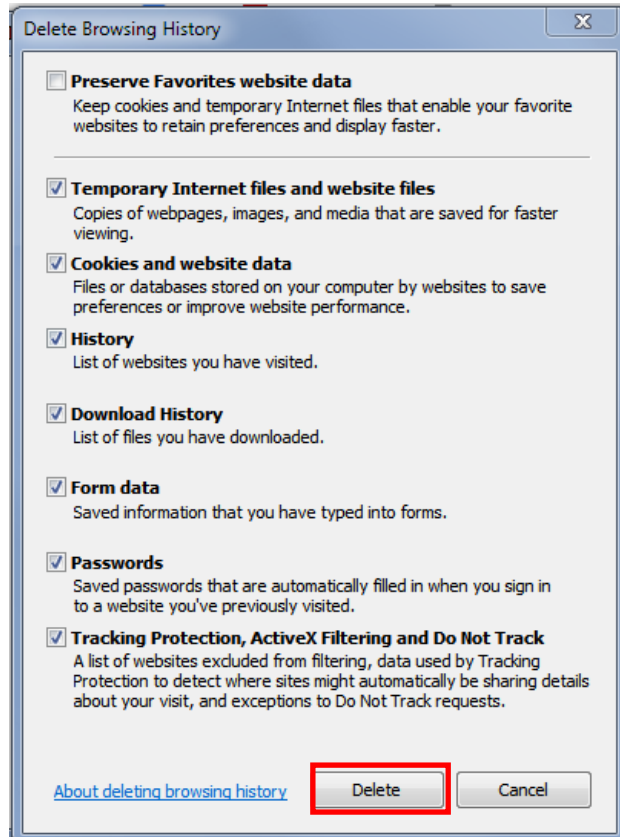 Delete Browsing History
Preserve Favorites website data
Keep cookies and temporary Internet files that enable your favorite
websites to retain preferences and display faster.
Temporary Internet files and website files
Copies of webpages, images, and media that are saved for faster
viewing.
Cookies and website data
Files or databases stored on your computer by websites to save
preferences or improve website performance.
History
List of websites you have visited.
Download History
List of files you have downloaded.
Form data
Saved information that you have typed into forms.
Passwords
Saved passwords that are automatically filled in when you sign in
to a website you've previously visited.
Tracking Protection, ActiveX Filtering and Do Not Track
A list of websites excluded from filtering, data used by Tracking
Protection to detect where sites might automatically be sharing details
about your visit, and exceptions to Do Not Track requests.
About deleting browsing history Delete Cancel